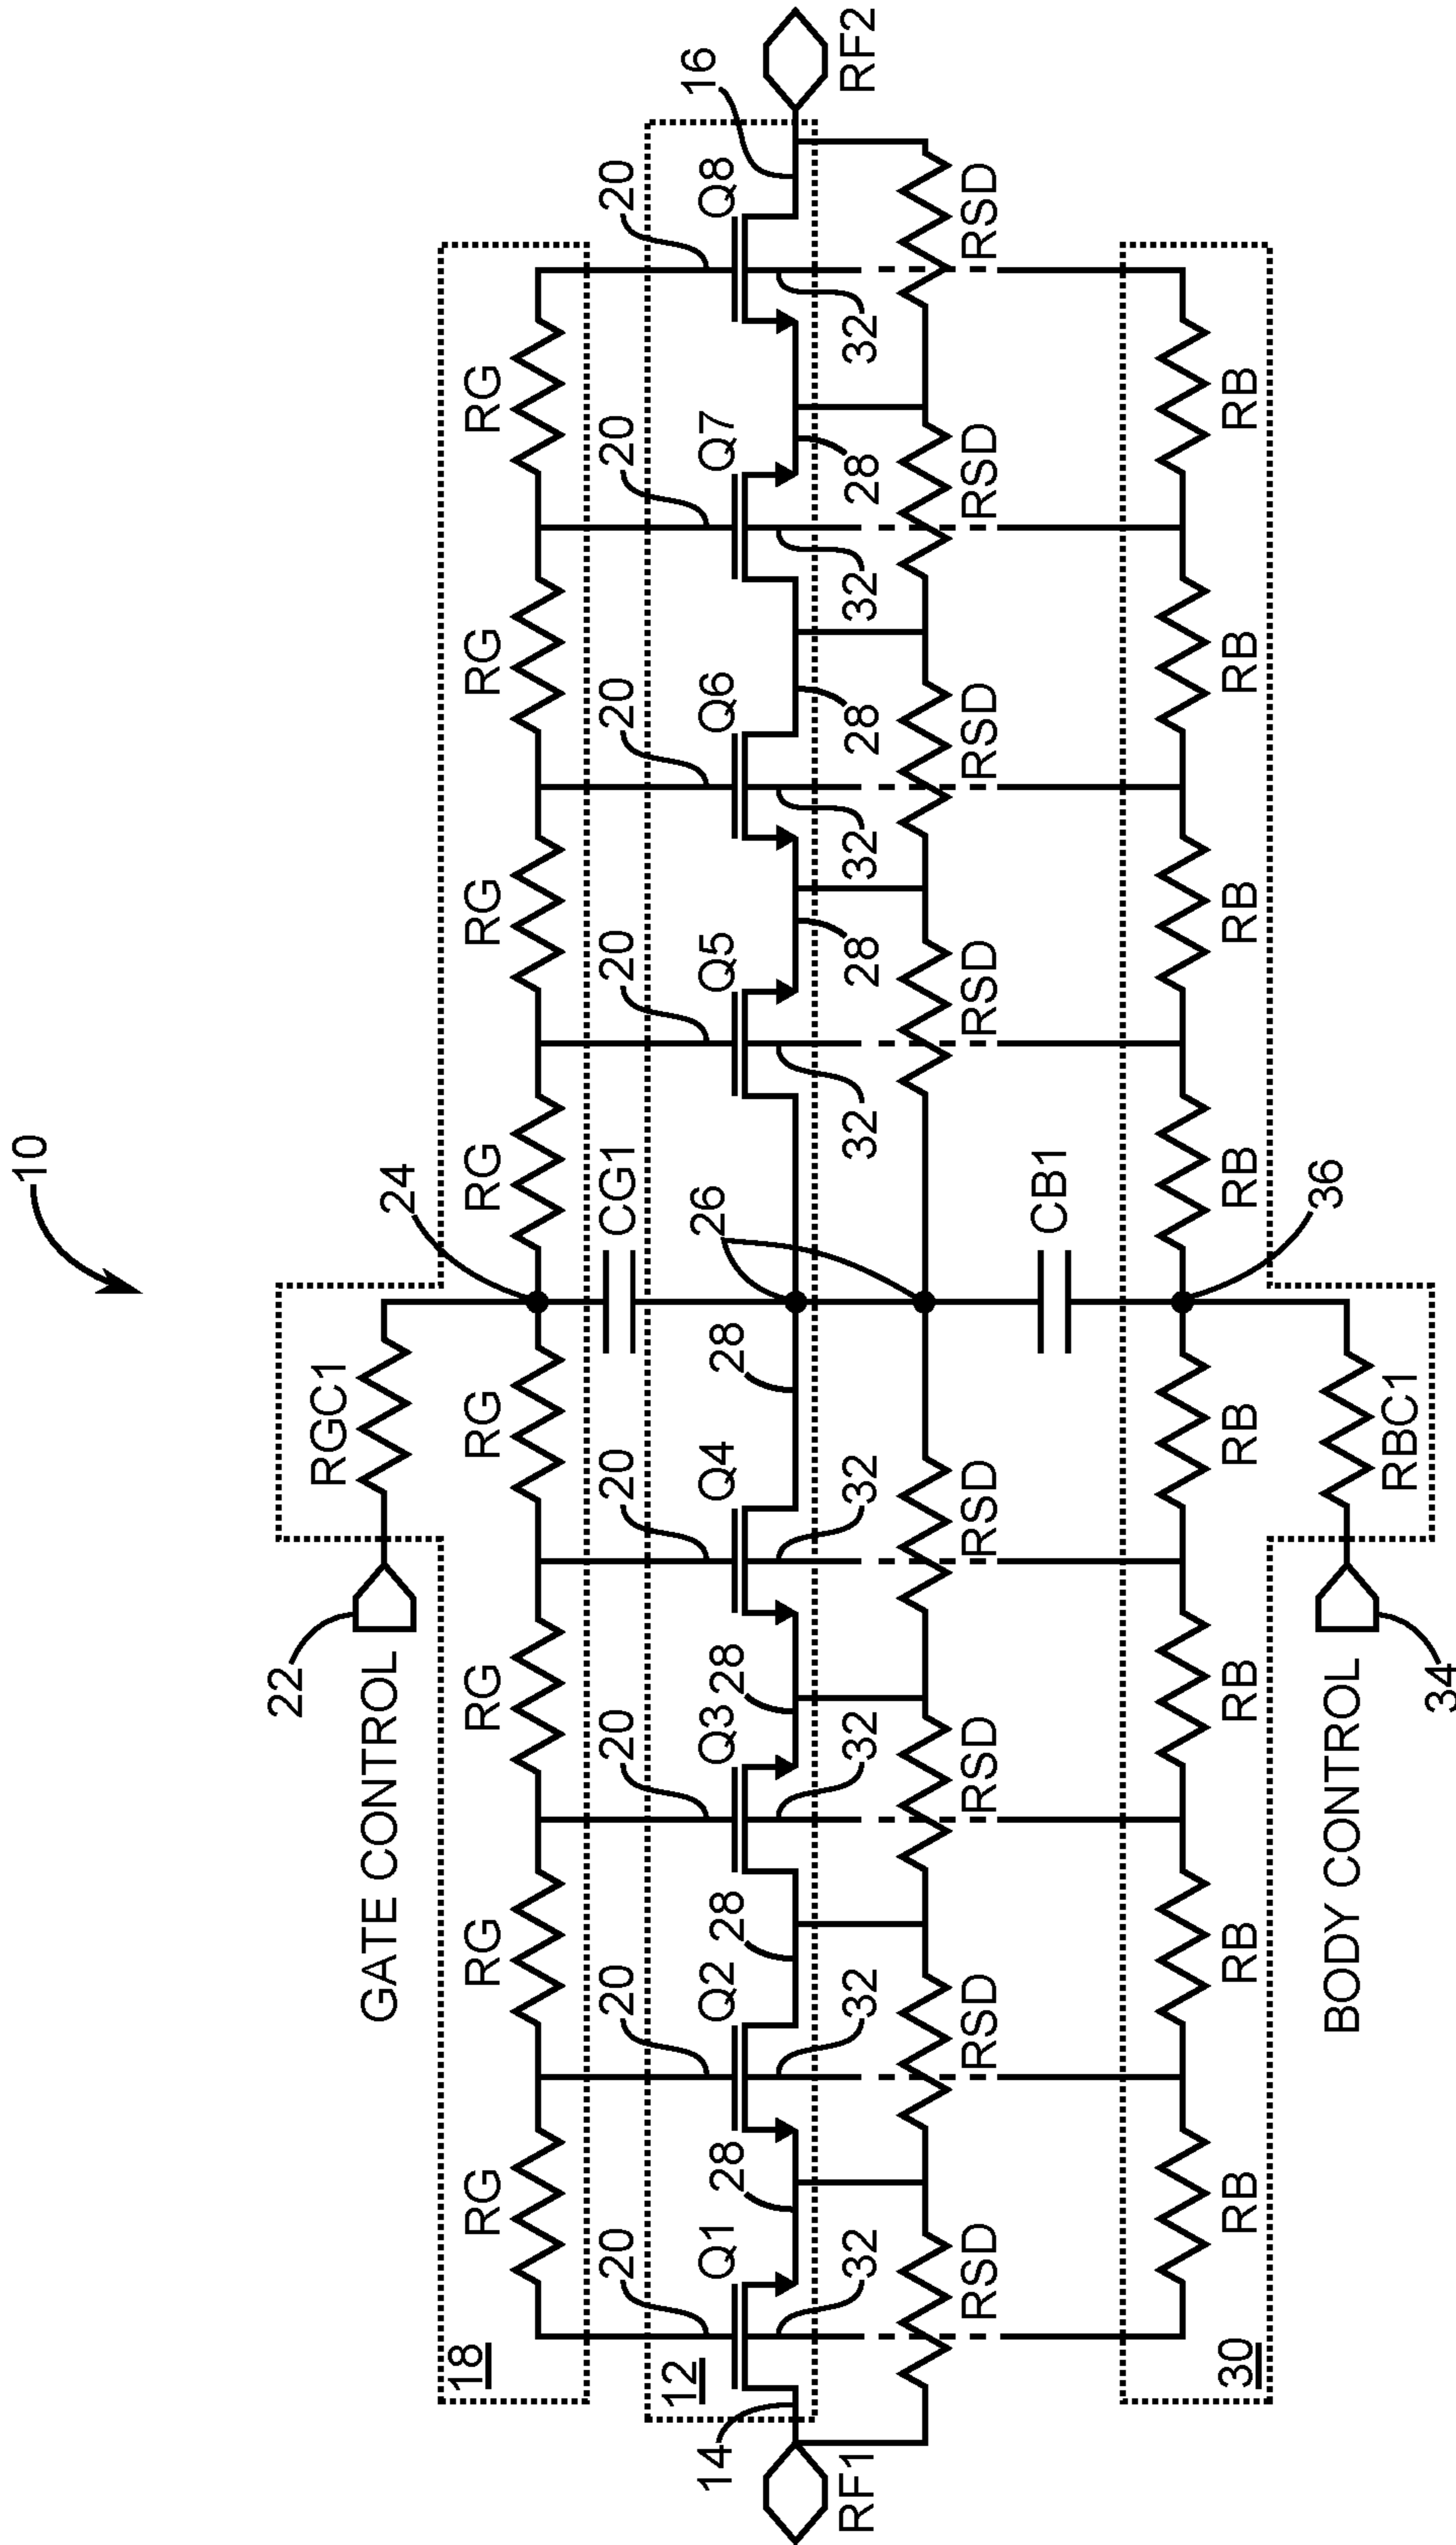 10
22
RGC1
GATE CONTROL
24
18
RG
RG
RG
RG
RG
RG
RG
RG
20
20
20
20
CG1
20
20
20
20
12
14
Q1
28
Q2
28
Q3
28
Q4
28
26
Q5
Q6
Q7
Q8
16
RF1
32
32
32
32
32
28
32
28
32
28
32
RF2
RSD
RSD
RSD
RSD
RSD
RSD
RSD
RSD
CB1
30
RB
RB
RB
RB
RB
RB
RB
RB
36
BODY CONTROL
RBC1
34